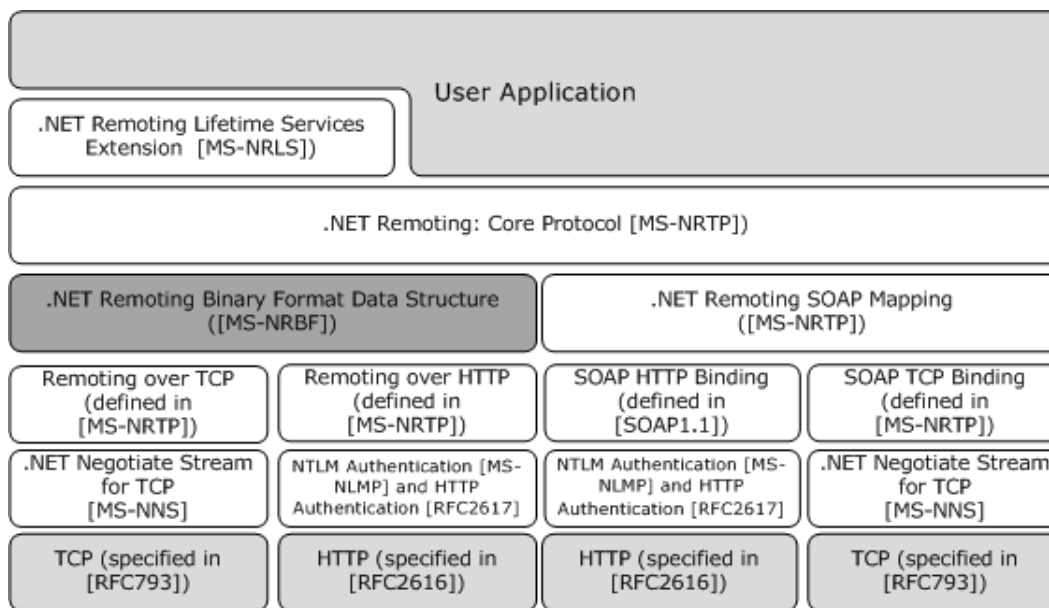 User Application
.NET Remoting Lifetime Services
Extension [MS-NRLS])
.NET Remoting: Core Protocol [MS-NRTP])
.NET Remoting Binary Format Data Structure
([MS-NRBF])
.NET Remoting SOAP Mapping
([MS-NRTP])
Remoting over TCP
(defined in
[MS-NRTP])
Remoting over HTTP
(defined in
[MS-NRTP])
SOAP HTTP Binding
(defined in
[SOAP1.1])
SOAP TCP Binding
(defined in
[MS-NRTP])
.NET Negotiate Stream
for TCP
[MS-NNS]
NTLM Authentication [MS-
NLMP] and HTTP
Authentication [RFC2617]
NTLM Authentication [MS-
NLMP] and HTTP
Authentication [RFC2617]
.NET Negotiate Stream
for TCP
[MS-NNS]
TCP (specified in
[RFC793])
HTTP (specified in
[RFC2616])
HTTP (specified in
[RFC2616])
TCP (specified in
[RFC793])